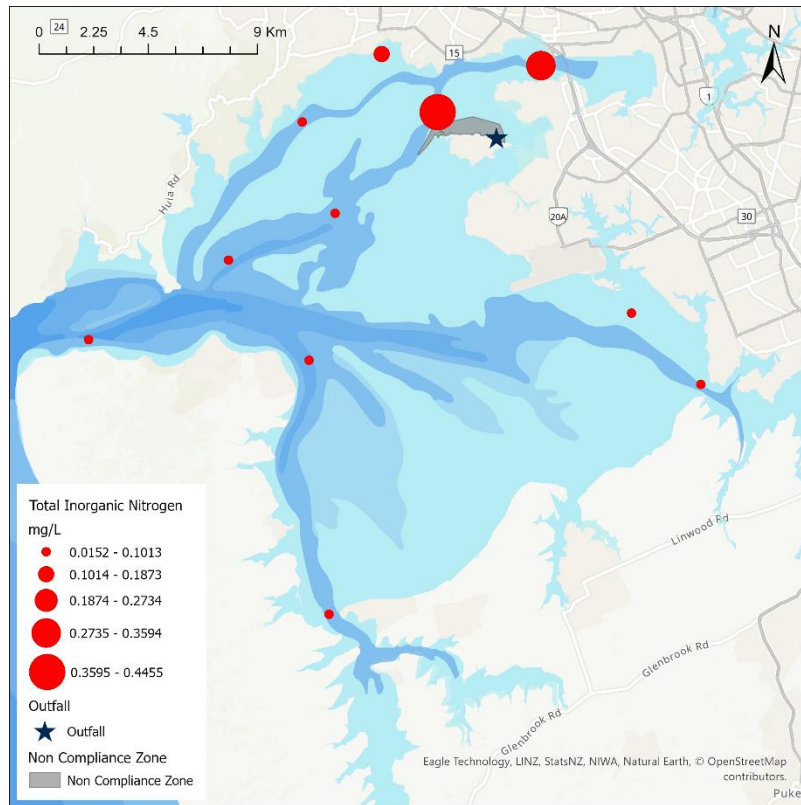 24
0 2.25 4.5 9 Km
15
N
1
Huia Rd
20A
30
Linwood Rd
Glenbrook Rd
Glenbrook Rd
Total Inorganic Nitrogen
mg/L
0.0152 - 0.1013
0.1014 - 0.1873
0.1874 - 0.2734
0.2735 - 0.3594
0.3595 - 0.4455
Outfall
Outfall
Non Compliance Zone
Non Compliance Zone
Eagle Technology, LINZ, StatsNZ, NIWA, Natural Earth, © OpenStreetMap
contributors.
Puke